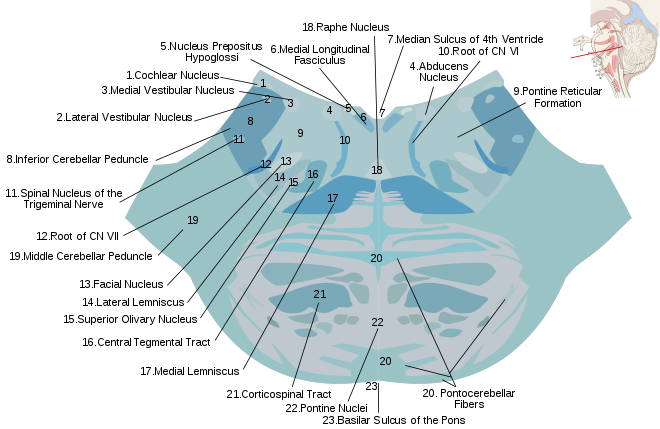 18.Raphe Nucleus
7.Median Sulcus of 4th Ventride
5.Nucleus Prepositus
Hypoglossi
6.Medial Longitudinal
Fasciculus
10.Root of CN VI
4.Abducens
Nucleus
1.Cochlear Nucleus
3.Medial Vestibular Nucleus
9.Pontine Reticular
Formation
2.Lateral Vestibular Nucleus
8.Inferior Cerebellar Peduncle
11.Spinal Nucleus of the
Trigeminal Nerve
12.Root of CN VII
19.Middle Cerebellar Peduncle
13.Facial Nucleus
14.Lateral Lemniscus
15.Superior Olivary Nucleus
16.Central Tegmental Tract
17.Medial Lemniscus
21.Corticospinal Tract
22.Pontine Nuclei
23.Basilar Sulcus of the Pons
20. Pontocerebellar
Fibers
1
2
3
4
5
6
7
8
9
10
11
12
13
14
15
16
17
18
19
20
21
22
20
23